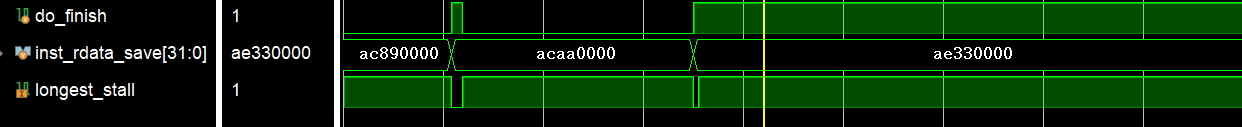 do_finish 1
inst_rdata_save[31:0] ae330000 ac890000 acaa0000 ae330000
longest_stall 1